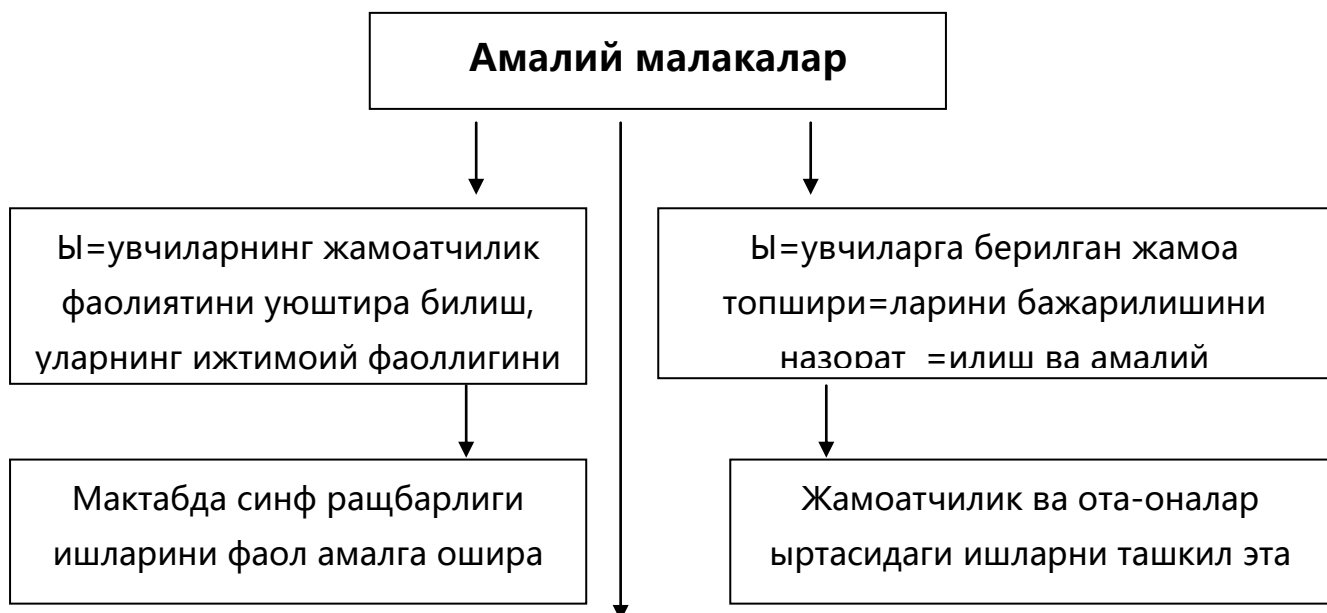 Амалий малакалар
Ы=увчиларнинг жамоатчилик
фаолиятини уюштира билиш,
уларнинг ижтимоий фаоллигини
Ы=увчиларга берилган жамоа
топшири=ларини бажарилишини
назорат =илиш ва амалий
Мактабда синф ращбарлиги
ишларини фаол амалга ошира
Жамоатчилик ва ота-оналар
ыртасидаги ишларни ташкил эта